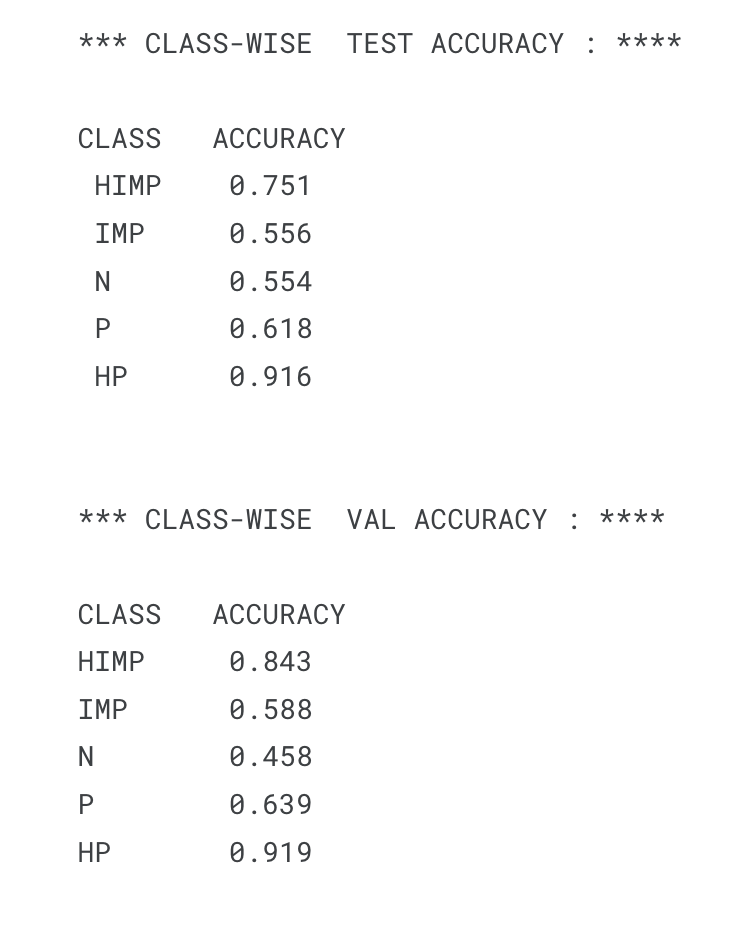 *** CLASS-WISE  TEST ACCURACY : ****
CLASS   ACCURACY
 HIMP    0.751
 IMP     0.556
 N       0.554
 P       0.618
 HP      0.916
*** CLASS-WISE  VAL ACCURACY : ****
CLASS   ACCURACY
HIMP     0.843
IMP      0.588
N        0.458
P        0.639
HP       0.919